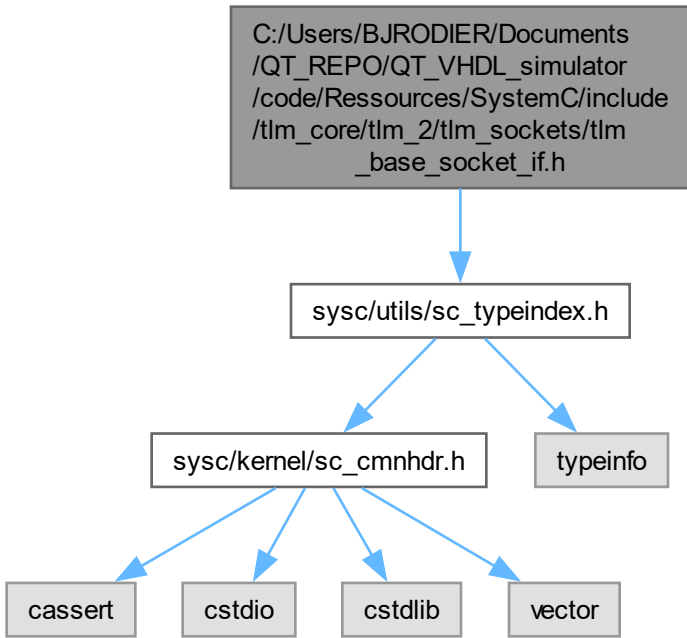 C:/Users/BJRODIER/Documents
/QT_REPO/QT_VHDL_simulator
/code/Ressources/SystemC/include
/tlm_core/tlm_2/tlm_sockets/tlm
_base_socket_if.h
sysc/utils/sc_typeindex.h
sysc/kernel/sc_cmnhdr.h
typeinfo
cassert
cstdio
cstdlib
vector